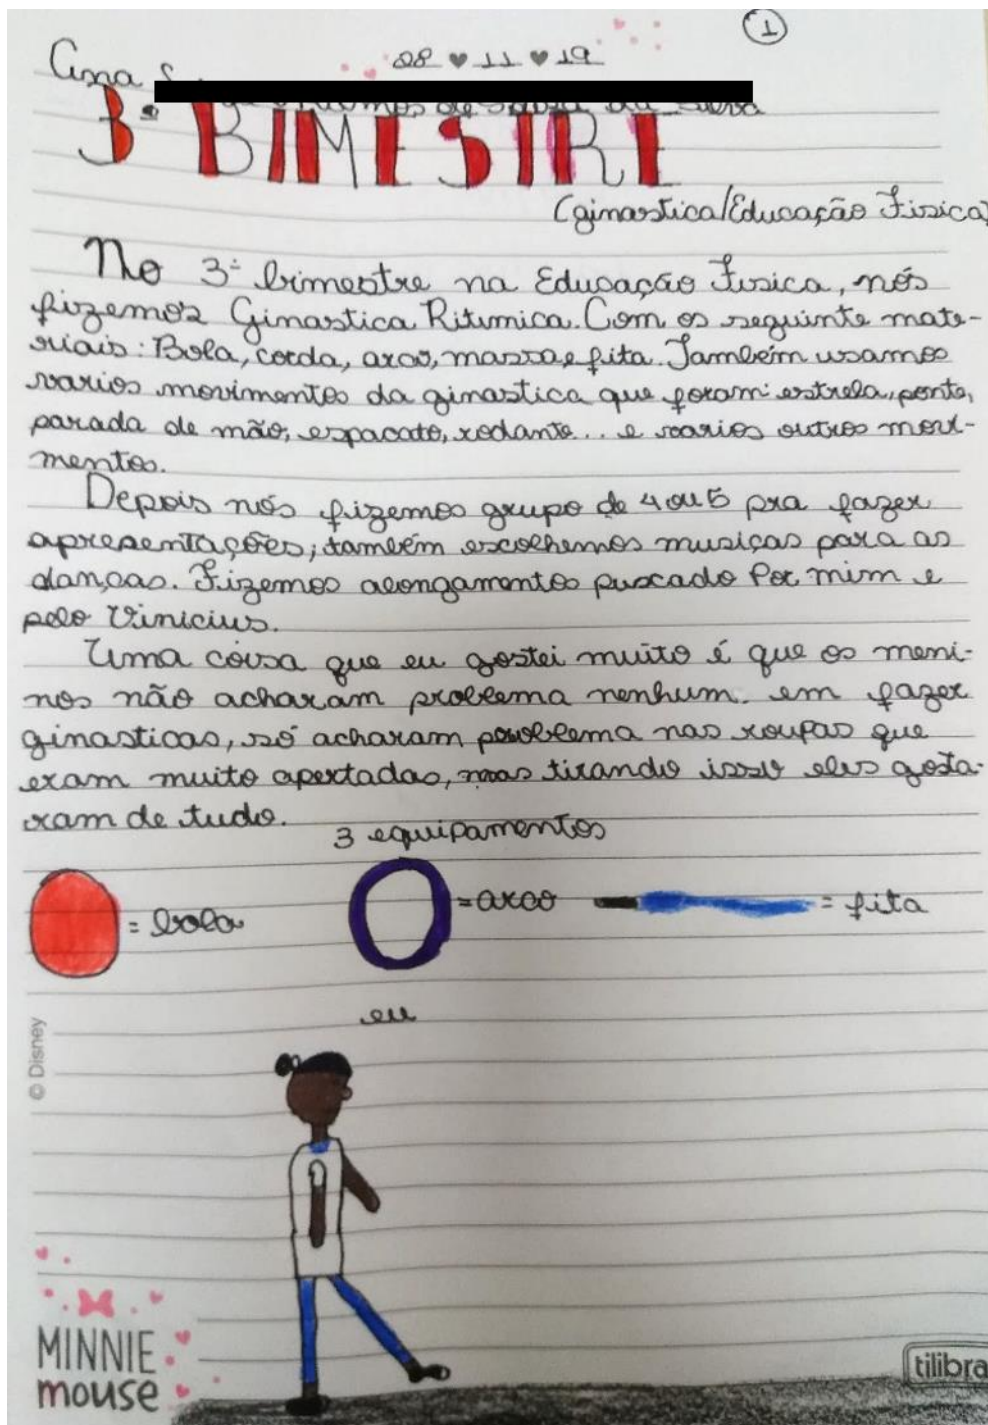 1
28 ♥ 11 ♥ 19
Ana
3º BIMESTRE
(ginastica/Educação Fisica)
No 3º bimestre na Educação Fusica, nós
fizemos Ginastica Ritimica. Com os seguinte mate-
riais: Bola, corda, arco, massa e fita. Também usamos
varios movimentos da ginastica que foram: estrela, ponte,
parada de mão, espacato, rodante... e varios outros movi-
mentos.
Depois nós fizemos grupo de 4 ou 5 pra fazer
apresentações, também escolhemos musicas para as
danças. Fizemos alongamentos puxcado Por mim e
pelo Vinicius.
Uma coisa que eu gostei muito é que os meni-
nos não acharam problema nenhum em fazer
ginasticas, só acharam problema nas roupas que
eram muito apertadas, mas tirando isso eles gosta-
ram de tudo.
3 equipamentos
= bola = arco = fita
eu
© Disney
MINNIE
mouse
tilibra